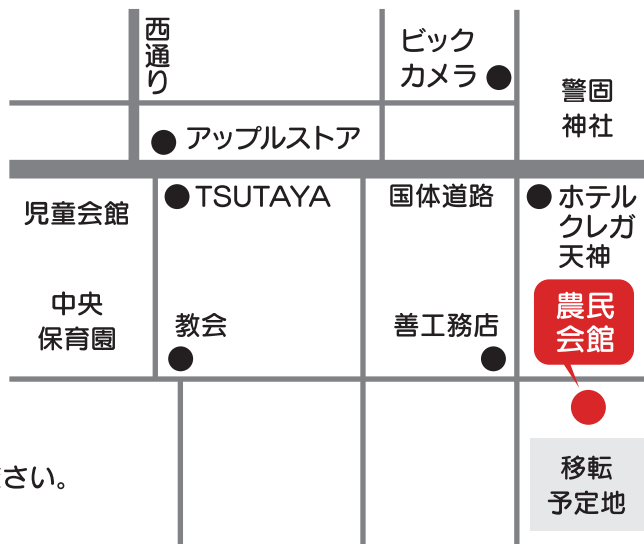 西通り
ビック
カメラ
警固
神社
アップルストア
児童会館
TSUTAYA
国体道路
ホテル
クレガ
天神
中央
保育園
教会
善工務店
農民
会館
さい。
移転
予定地